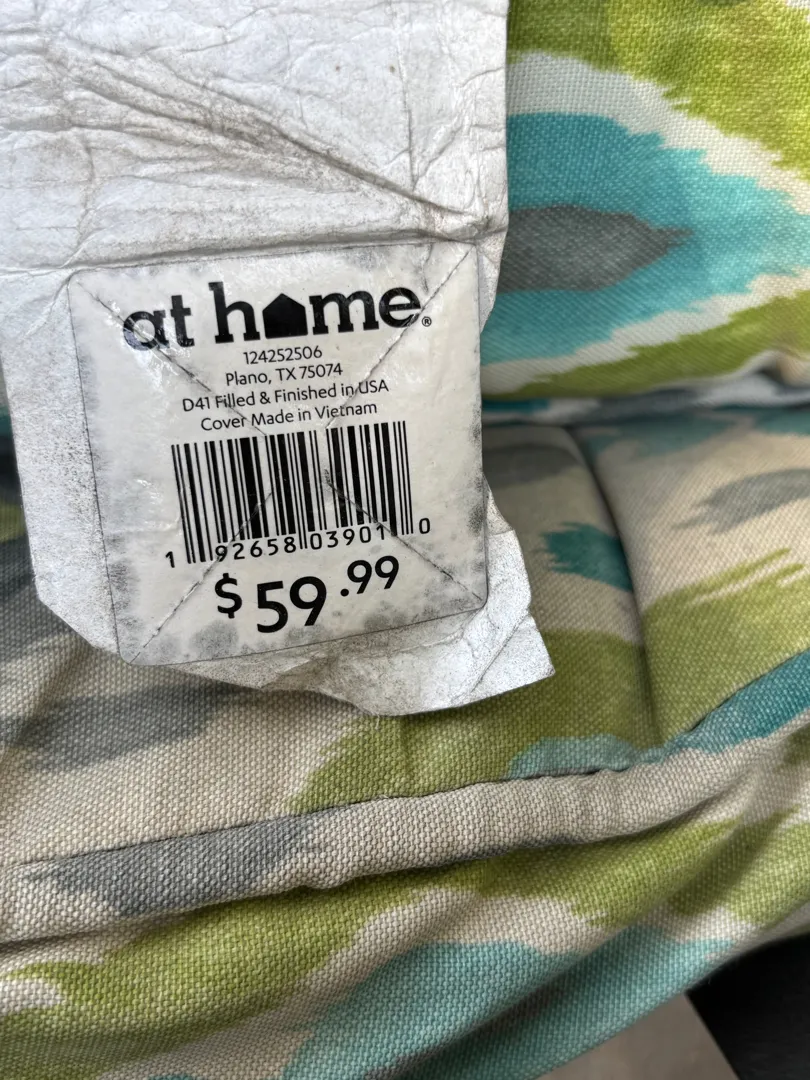 at home®
124252506
Plano, TX 75074
D41 Filled & Finished in USA
Cover Made in Vietnam
1 92658 03901 0
$59.99